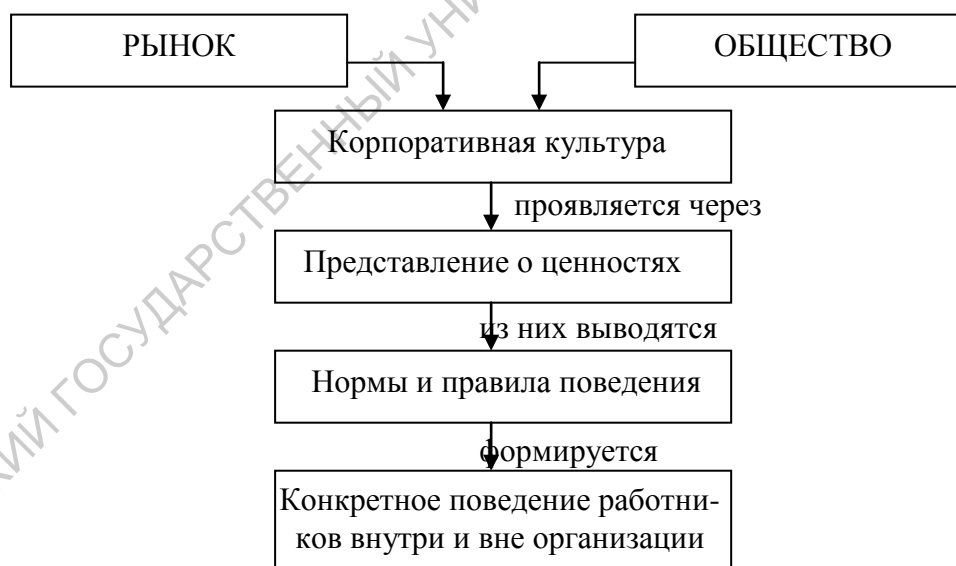 РЫНОК
ОБЩЕСТВО
Корпоративная культура
проявляется через
Представление о ценностях
из них выводятся
Нормы и правила поведения
формируется
Конкретное поведение работни-
ков внутри и вне организации
ГОСУДАРСТВЕННЫЙ